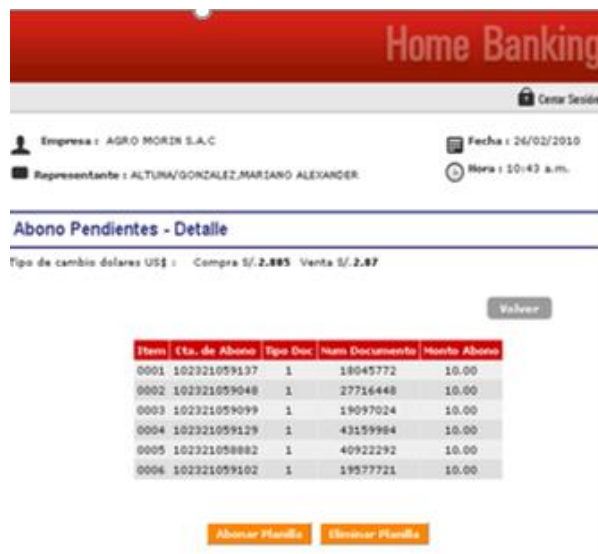 Home Banking
Cerrar Sesión
Empresa : AGRO MORIN S.A.C
Fecha : 26/02/2010
Representante : ALTUNA/GONZALEZ,MARIANO ALEXANDER
Hora : 10:43 a.m.
Abono Pendientes - Detalle
Tipo de cambio dolares US$ : Compra S/.2.885 Venta S/.2.87
Volver
Item Cta. de Abono Tipo Doc Num Documento Monto Abono
0001 102321059137 1 18045772 10.00
0002 102321059048 1 27716448 10.00
0003 102321059099 1 19097024 10.00
0004 102321059129 1 43159984 10.00
0005 102321058882 1 40922292 10.00
0006 102321059102 1 19577721 10.00
Abonar Planilla Eliminar Planilla